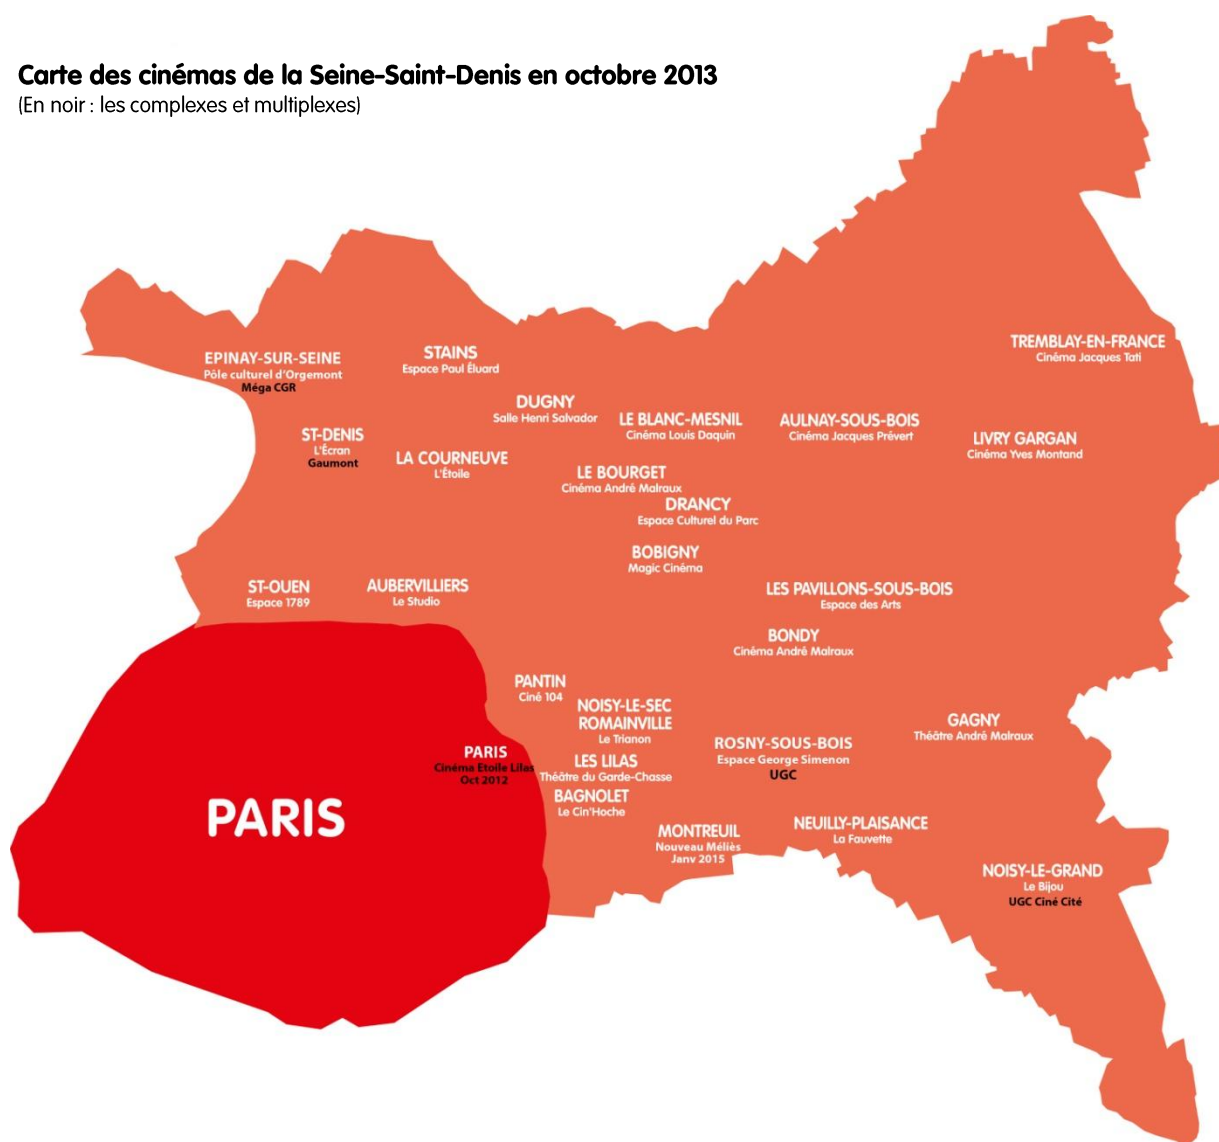 Carte des cinémas de la Seine-Saint-Denis en octobre 2013
(En noir : les complexes et multiplexes)
TREMBLAY-EN-FRANCE
Cinéma Jacques Tati
EPINAY-SUR-SEINE
Pôle culturel d'Orgemont
Méga CGR
STAINS
Espace Paul Éluard
DUGNY
Salle Henri Salvador
LE BLANC-MESNIL
Cinéma Louis Daquin
AULNAY-SOUS-BOIS
Cinéma Jacques Prévert
LIVRY GARGAN
Cinéma Yves Montand
ST-DENIS
L'Écran
Gaumont
LA COURNEUVE
L'Étoile
LE BOURGET
Cinéma André Malraux
DRANCY
Espace Culturel du Parc
BOBIGNY
Magic Cinéma
ST-OUEN
Espace 1789
AUBERVILLIERS
Le Studio
LES PAVILLONS-SOUS-BOIS
Espace des Arts
BONDY
Cinéma André Malraux
PANTIN
Ciné 104
NOISY-LE-SEC
ROMAINVILLE
Le Trianon
GAGNY
Théâtre André Malraux
ROSNY-SOUS-BOIS
Espace George Simenon
UGC
PARIS
Cinéma Etoile Lilas
Oct 2012
LES LILAS
Théâtre du Garde-Chasse
BAGNOLET
Le Cin'Hoche
PARIS
MONTREUIL
Nouveau Méliès
Janv 2015
NEUILLY-PLAISANCE
La Fauvette
NOISY-LE-GRAND
Le Bijou
UGC Ciné Cité